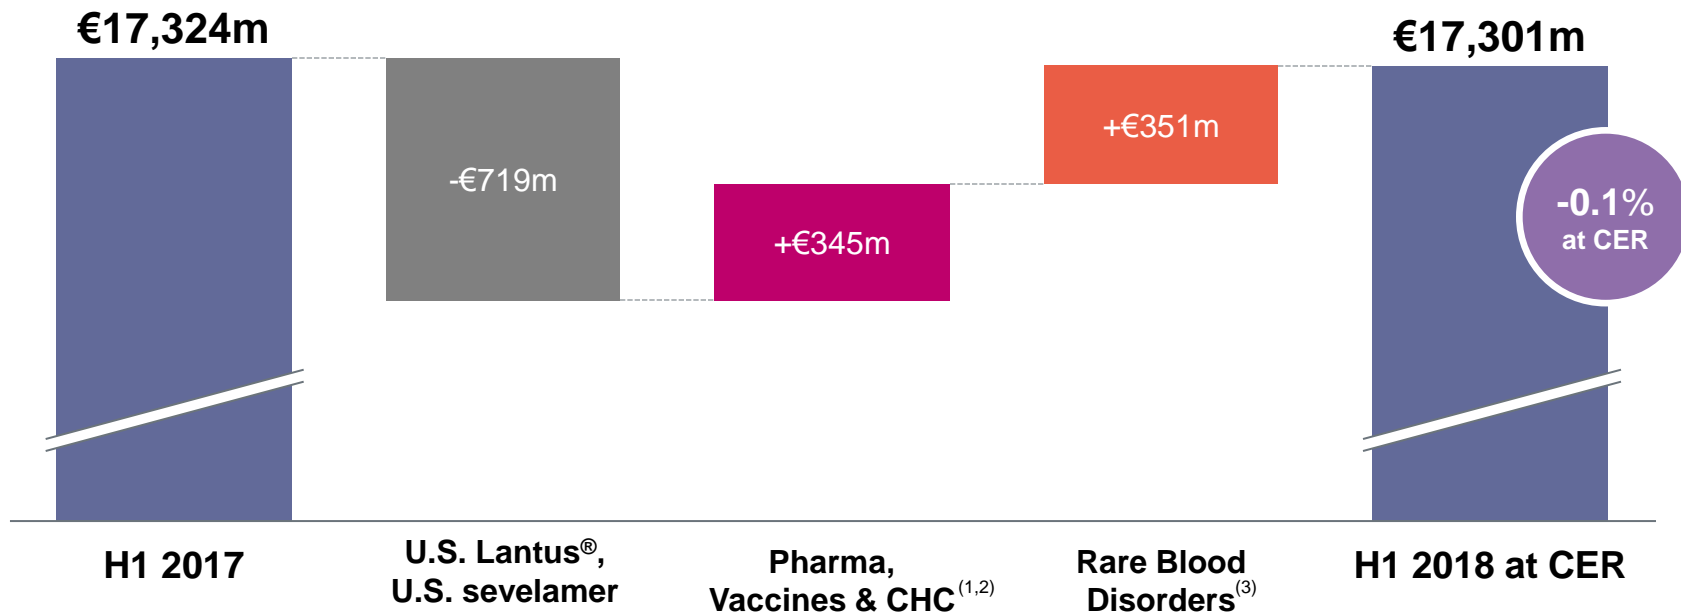 €17,324m
€17,301m
-€719m
+€345m
+€351m
-0.1%
at CER
H1 2017
U.S. Lantus®,
U.S. sevelamer
Pharma,
Vaccines & CHC(1,2)
Rare Blood
Disorders(3)
H1 2018 at CER